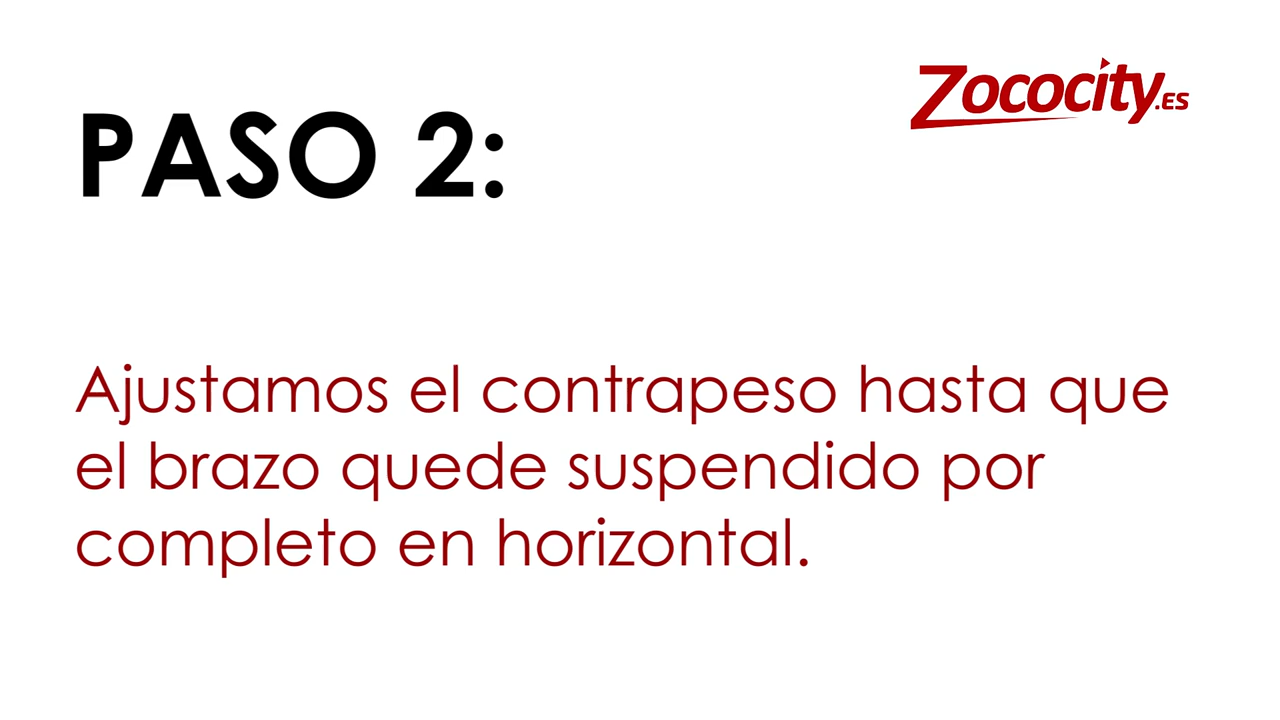 Zococity.ES
PASO 2:
Ajustamos el contrapeso hasta que
el brazo quede suspendido por
completo en horizontal.